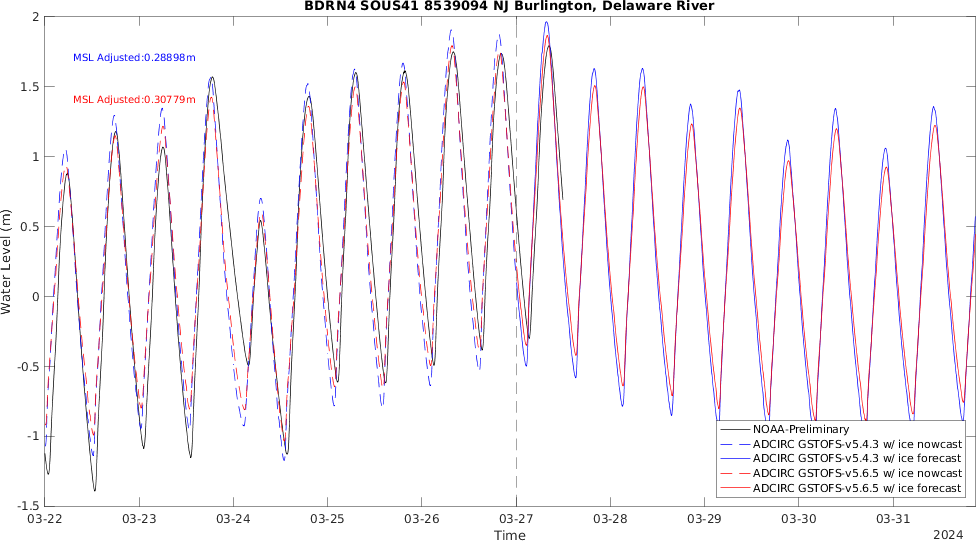 BDRN4 SOUS41 8539094 NJ Burlington, Delaware River
2
MSL Adjusted:0.28898m
1.5
MSL Adjusted:0.30779m
1
0.5
Water Level (m)
0
-0.5
-1
NOAA-Preliminary
ADCIRC GSTOFS-v5.4.3 w/ ice nowcast
ADCIRC GSTOFS-v5.4.3 w/ ice forecast
ADCIRC GSTOFS-v5.6.5 w/ ice nowcast
ADCIRC GSTOFS-v5.6.5 w/ ice forecast
-1.5
03-22 03-23 03-24 03-25 03-26 03-27 03-28 03-29 03-30 03-31
Time
2024